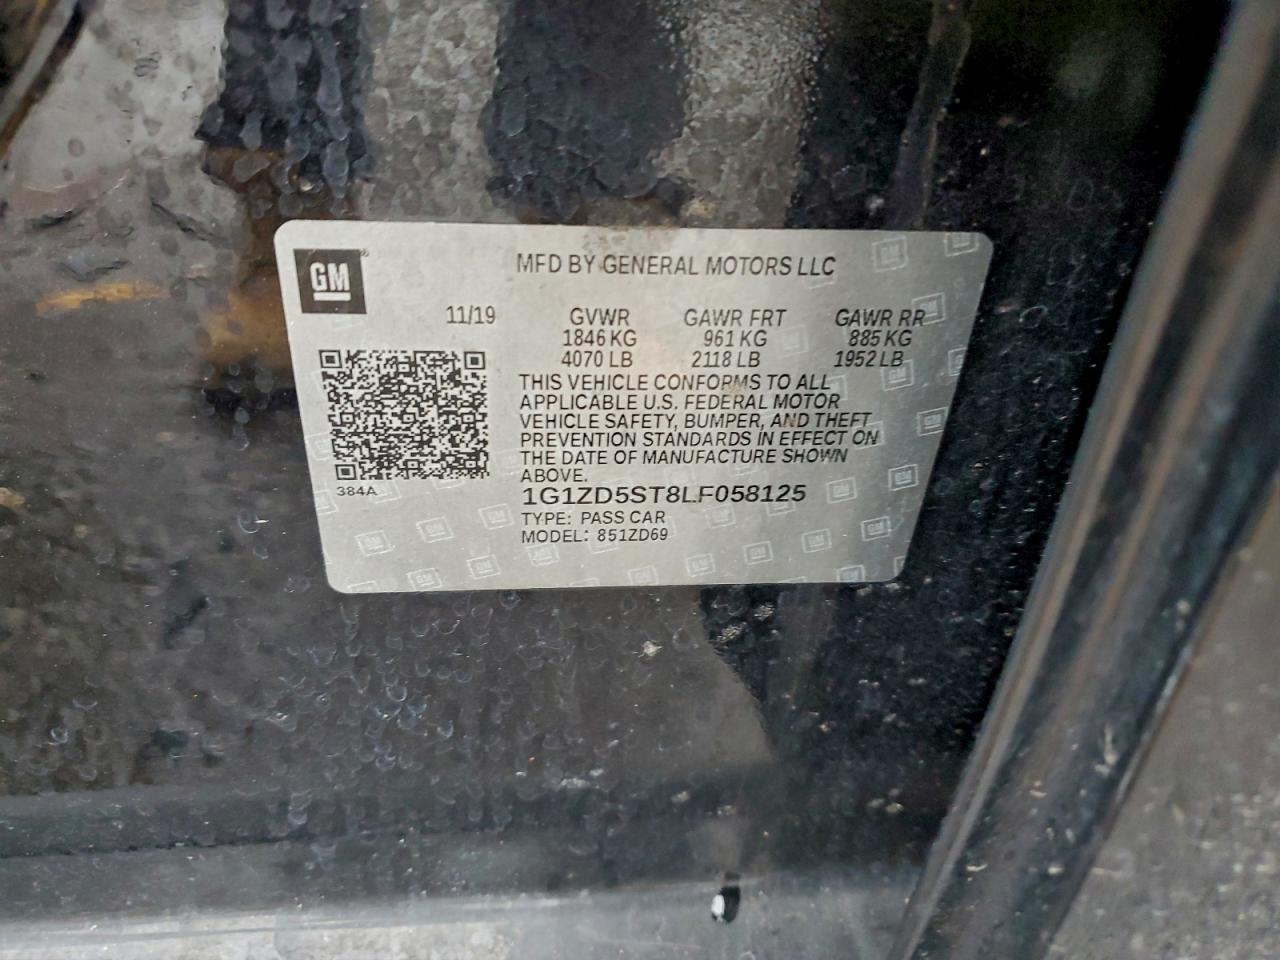 GM
MFD BY GENERAL MOTORS LLC
11/19 GVWR GAWR FRT GAWR RR
1846 KG 961 KG 885 KG
4070 LB 2118 LB 1952 LB
THIS VEHICLE CONFORMS TO ALL
APPLICABLE U.S. FEDERAL MOTOR
VEHICLE SAFETY, BUMPER, AND THEFT
PREVENTION STANDARDS IN EFFECT ON
THE DATE OF MANUFACTURE SHOWN
ABOVE.
384A
1G1ZD5ST8LF058125
TYPE: PASS CAR
MODEL: 851ZD69